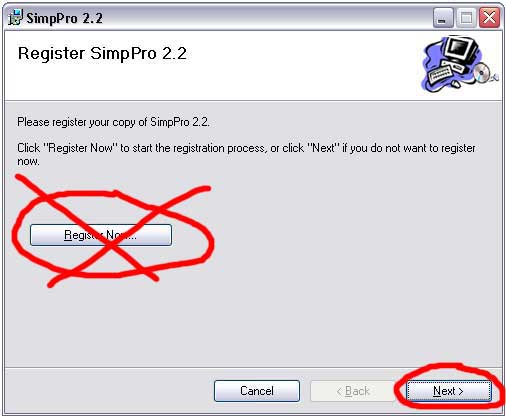 SimpPro 2.2
Register SimpPro 2.2
Please register your copy of SimpPro 2.2.
Click "Register Now" to start the registration process, or click "Next" if you do not want to register
now.
Register Now...
Cancel
< Back
Next >